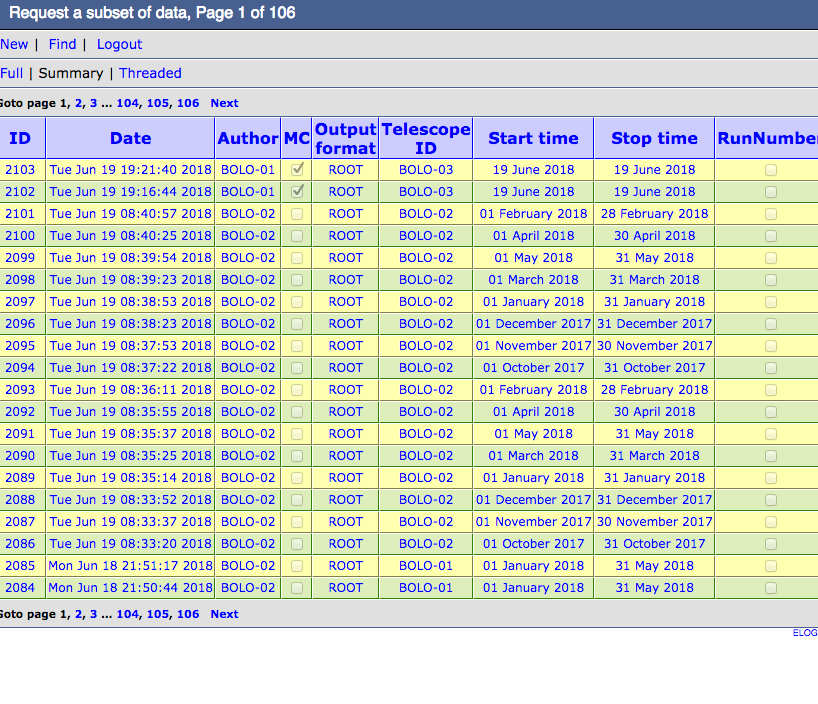 Request a subset of data, Page 1 of 106
New | Find | Logout
Full | Summary | Threaded
Goto page 1, 2, 3 ... 104, 105, 106 Next
ID Date Author MC Output format Telescope ID Start time Stop time RunNumber
2103 Tue Jun 19 19:21:40 2018 BOLO-01 ROOT BOLO-03 19 June 2018 19 June 2018
2102 Tue Jun 19 19:16:44 2018 BOLO-01 ROOT BOLO-03 19 June 2018 19 June 2018
2101 Tue Jun 19 08:40:57 2018 BOLO-02 ROOT BOLO-02 01 February 2018 28 February 2018
2100 Tue Jun 19 08:40:25 2018 BOLO-02 ROOT BOLO-02 01 April 2018 30 April 2018
2099 Tue Jun 19 08:39:54 2018 BOLO-02 ROOT BOLO-02 01 May 2018 31 May 2018
2098 Tue Jun 19 08:39:23 2018 BOLO-02 ROOT BOLO-02 01 March 2018 31 March 2018
2097 Tue Jun 19 08:38:53 2018 BOLO-02 ROOT BOLO-02 01 January 2018 31 January 2018
2096 Tue Jun 19 08:38:23 2018 BOLO-02 ROOT BOLO-02 01 December 2017 31 December 2017
2095 Tue Jun 19 08:37:53 2018 BOLO-02 ROOT BOLO-02 01 November 2017 30 November 2017
2094 Tue Jun 19 08:37:22 2018 BOLO-02 ROOT BOLO-02 01 October 2017 31 October 2017
2093 Tue Jun 19 08:36:11 2018 BOLO-02 ROOT BOLO-02 01 February 2018 28 February 2018
2092 Tue Jun 19 08:35:55 2018 BOLO-02 ROOT BOLO-02 01 April 2018 30 April 2018
2091 Tue Jun 19 08:35:37 2018 BOLO-02 ROOT BOLO-02 01 May 2018 31 May 2018
2090 Tue Jun 19 08:35:25 2018 BOLO-02 ROOT BOLO-02 01 March 2018 31 March 2018
2089 Tue Jun 19 08:35:14 2018 BOLO-02 ROOT BOLO-02 01 January 2018 31 January 2018
2088 Tue Jun 19 08:33:52 2018 BOLO-02 ROOT BOLO-02 01 December 2017 31 December 2017
2087 Tue Jun 19 08:33:37 2018 BOLO-02 ROOT BOLO-02 01 November 2017 30 November 2017
2086 Tue Jun 19 08:33:20 2018 BOLO-02 ROOT BOLO-02 01 October 2017 31 October 2017
2085 Mon Jun 18 21:51:17 2018 BOLO-02 ROOT BOLO-01 01 January 2018 31 May 2018
2084 Mon Jun 18 21:50:44 2018 BOLO-02 ROOT BOLO-01 01 January 2018 31 May 2018
Goto page 1, 2, 3 ... 104, 105, 106 Next
ELOG